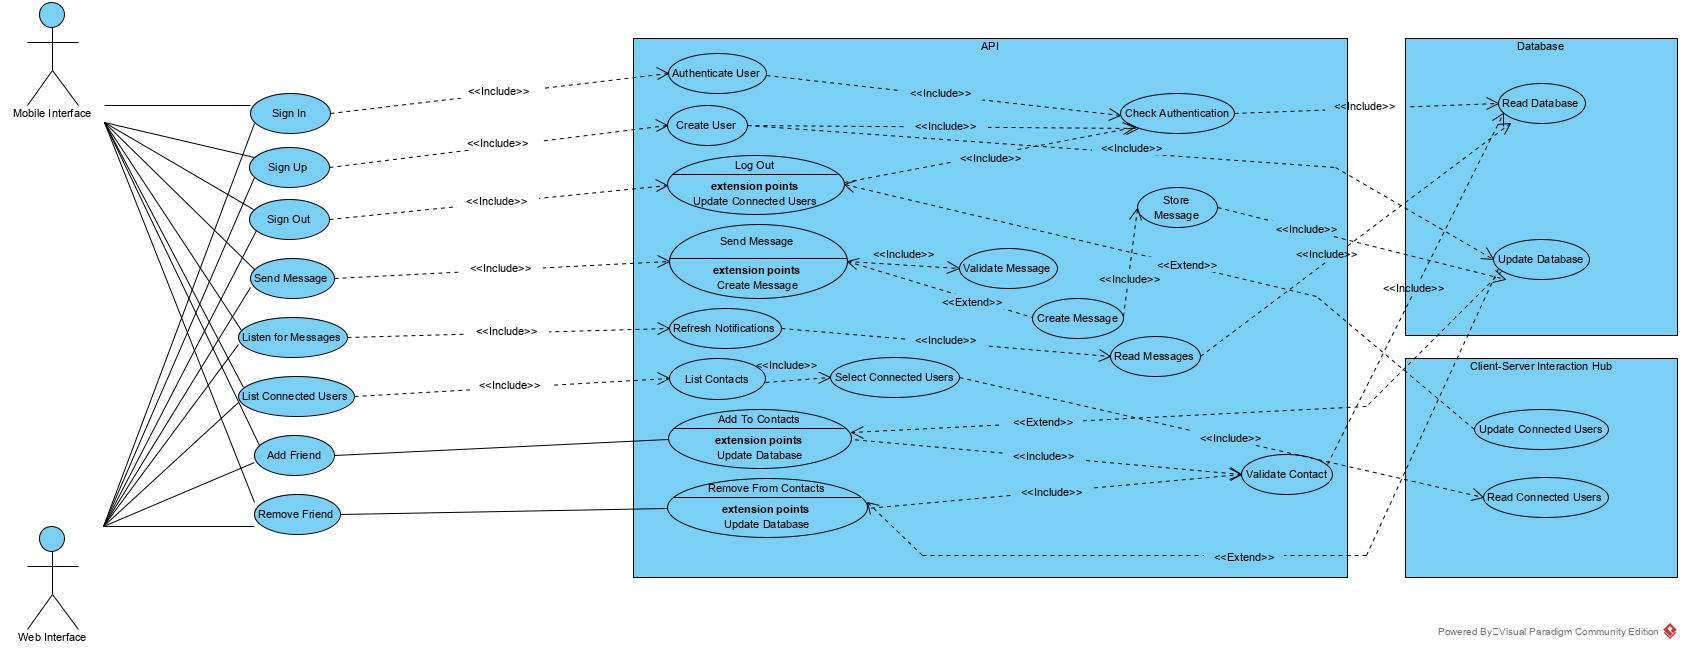 Mobile Interface
Web Interface
Sign In
Sign Up
Sign Out
Send Message
Listen for Messages
List Connected Users
Add Friend
Remove Friend
<<Include>>
<<Include>>
<<Include>>
<<Include>>
<<Include>>
<<Include>>
API
Authenticate User
Create User
Log Out
extension points
Update Connected Users
Send Message
extension points
Create Message
Refresh Notifications
List Contacts
Add To Contacts
extension points
Update Database
Remove From Contacts
extension points
Update Database
<<Include>>
<<Include>>
<<Include>>
<<Include>>
Check Authentication
Store
Message
<<Include>>
Validate Message
<<Extend>>
<<Include>>
Create Message
<<Extend>>
<<Include>>
<<Include>>
<<Include>>
Read Messages
<<Include>>
Select Connected Users
<<Extend>>
<<Include>>
<<Include>>
<<Include>>
Validate Contact
<<Extend>>
<<Include>>
<<Include>>
Database
Read Database
Update Database
Client-Server Interaction Hub
Update Connected Users
Read Connected Users
Powered By Visual Paradigm Community Edition